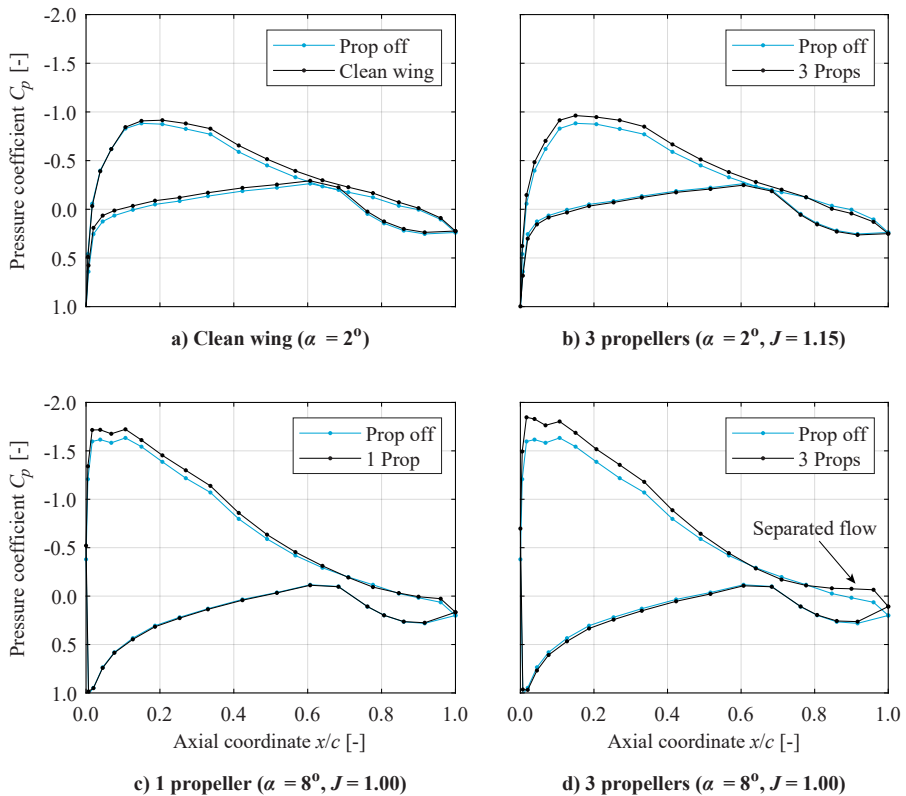 -2.0
-1.5
-1.0
-0.5
0.0
0.5
1.0
Pressure coefficient Cp [-]
Prop off
Clean wing
a) Clean wing (α = 2º)
Prop off
3 Props
b) 3 propellers (α = 2º, J = 1.15)
-2.0
-1.5
-1.0
-0.5
0.0
0.5
1.0
Pressure coefficient Cp [-]
Prop off
1 Prop
0.0 0.2 0.4 0.6 0.8 1.0
Axial coordinate x/c [-]
c) 1 propeller (α = 8º, J = 1.00)
Prop off
3 Props
Separated flow
0.0 0.2 0.4 0.6 0.8 1.0
Axial coordinate x/c [-]
d) 3 propellers (α = 8º, J = 1.00)